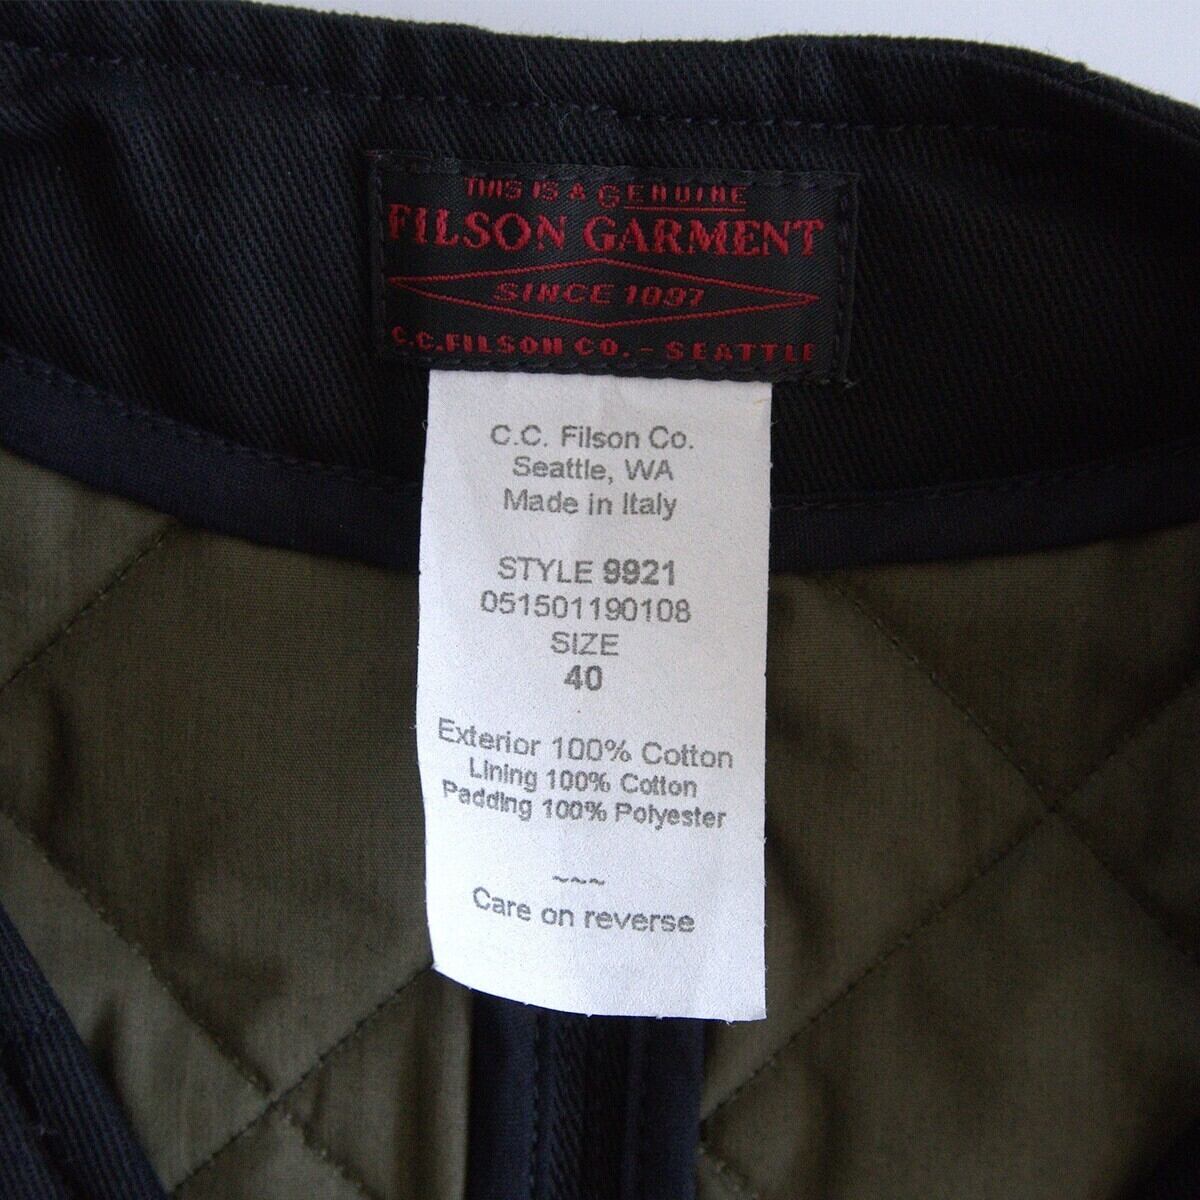 THIS IS A GENUINE
FILSON GARMENT
SINCE 1897
C.C.FILSON CO. - SEATTLE
C.C. Filson Co.
Seattle, WA
Made in Italy
STYLE 9921
051501190108
SIZE
40
Exterior 100% Cotton
Lining 100% Cotton
Padding 100% Polyester
~~~
Care on reverse